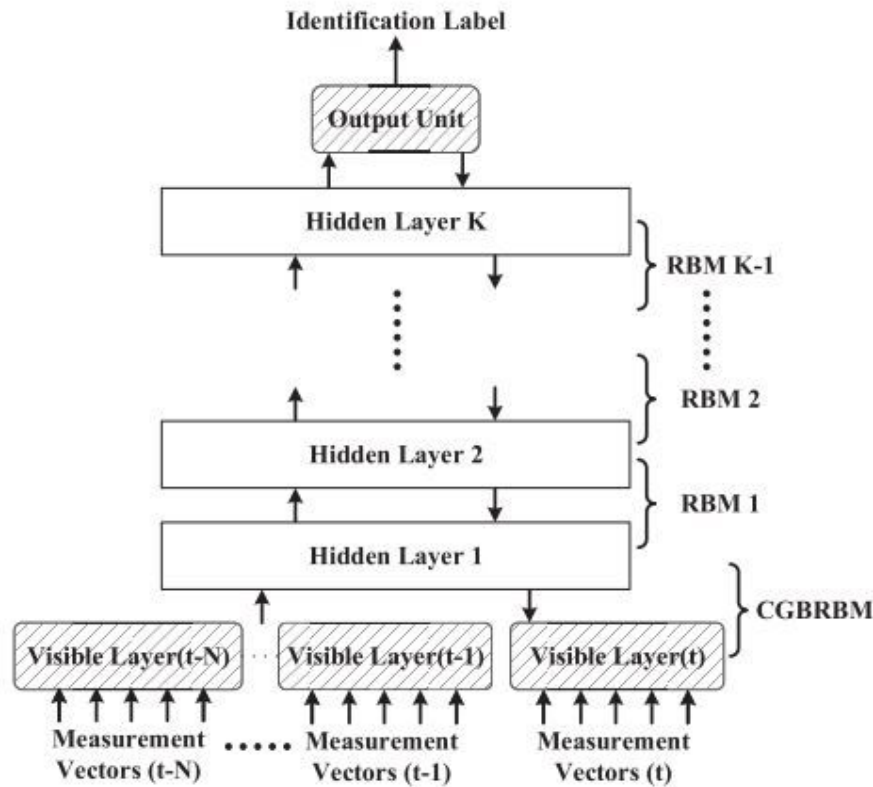 Identification Label
Output Unit
Hidden Layer K
RBM K-1
RBM 2
Hidden Layer 2
RBM 1
Hidden Layer 1
CGBRBM
Visible Layer(t-N)
Visible Layer(t-1)
Visible Layer(t)
Measurement
Vectors (t-N)
Measurement
Vectors (t-1)
Measurement
Vectors (t)